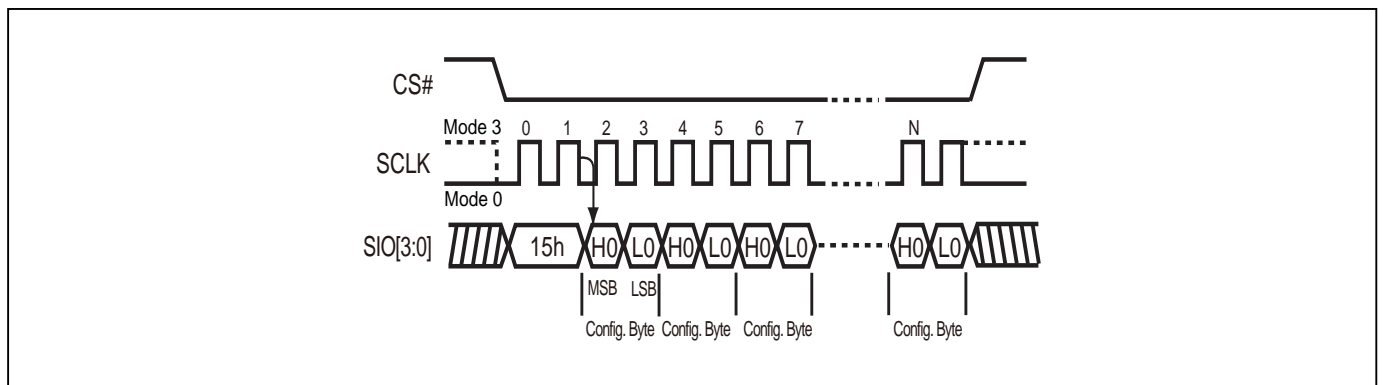 CS#
Mode 3 0 1 2 3 4 5 6 7 N
SCLK
Mode 0
SIO[3:0] 15h H0 L0 H0 L0 H0 L0 H0 L0
MSB LSB
Config. Byte Config. Byte Config. Byte Config. Byte